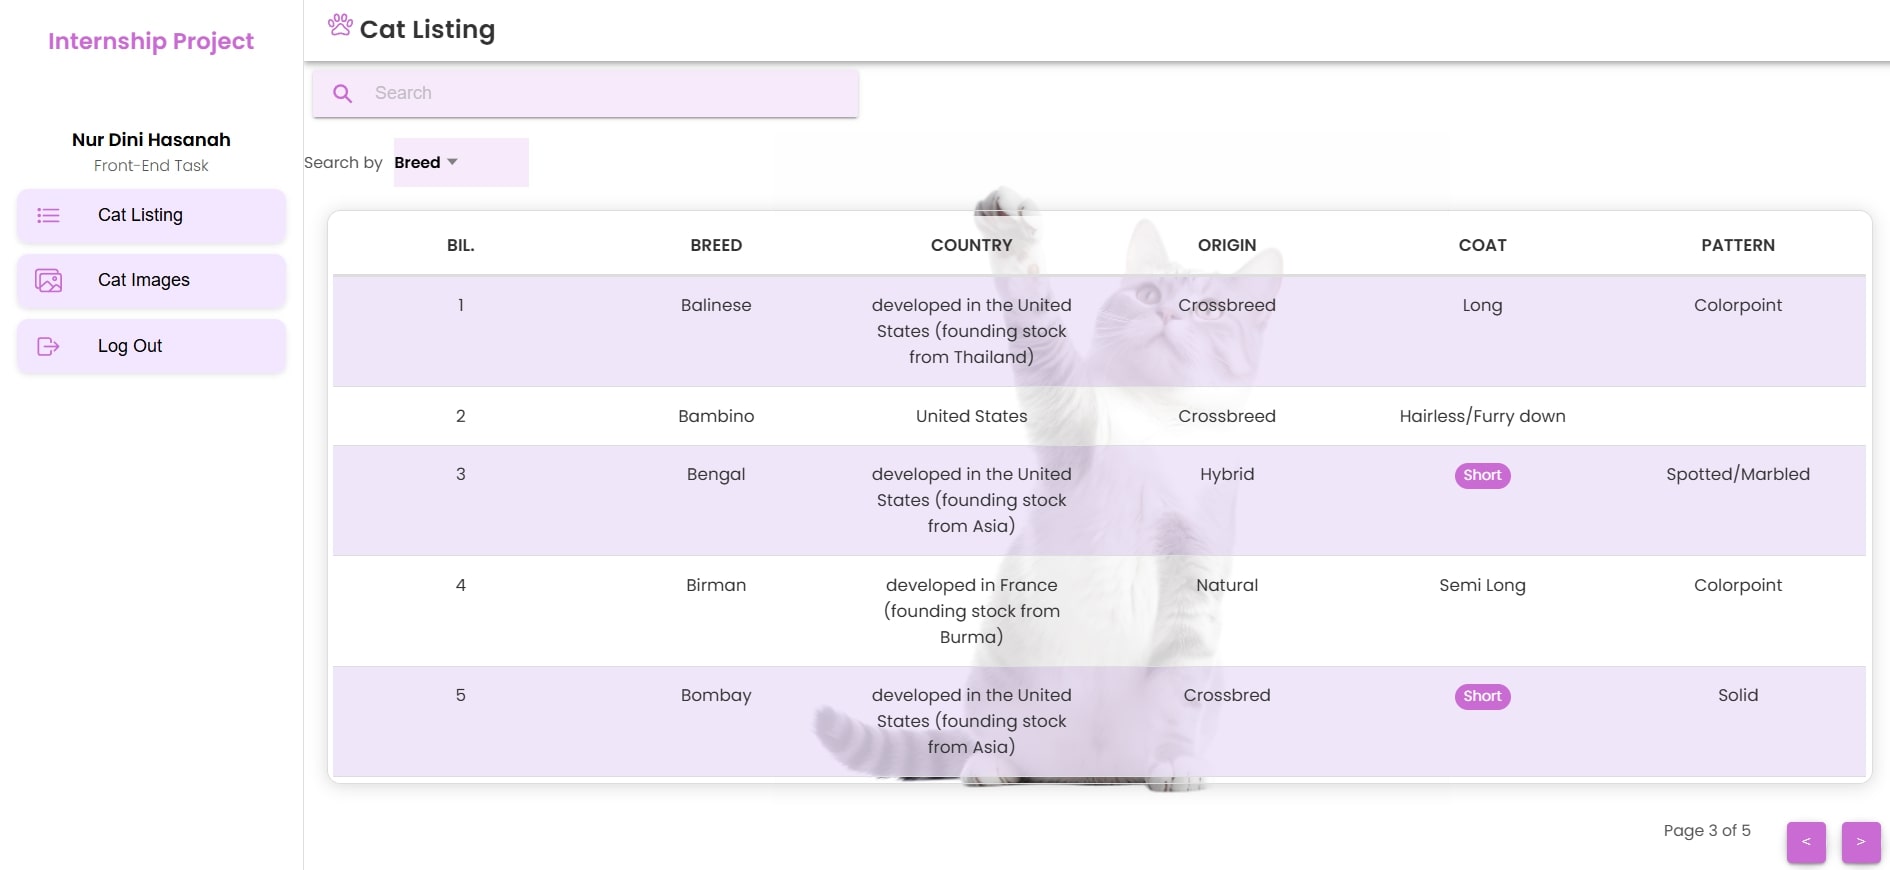 Internship Project
Nur Dini Hasanah
Front-End Task
Cat Listing
Cat Images
Log Out
Cat Listing
Search
Search by Breed
BIL. BREED COUNTRY ORIGIN COAT PATTERN
1 Balinese developed in the United Crossbreed Long Colorpoint
States (founding stock
from Thailand)
2 Bambino United States Crossbreed Hairless/Furry down
3 Bengal developed in the United Hybrid Short Spotted/Marbled
States (founding stock
from Asia)
4 Birman developed in France Natural Semi Long Colorpoint
(founding stock from
Burma)
5 Bombay developed in the United Crossbred Short Solid
States (founding stock
from Asia)
Page 3 of 5 < >